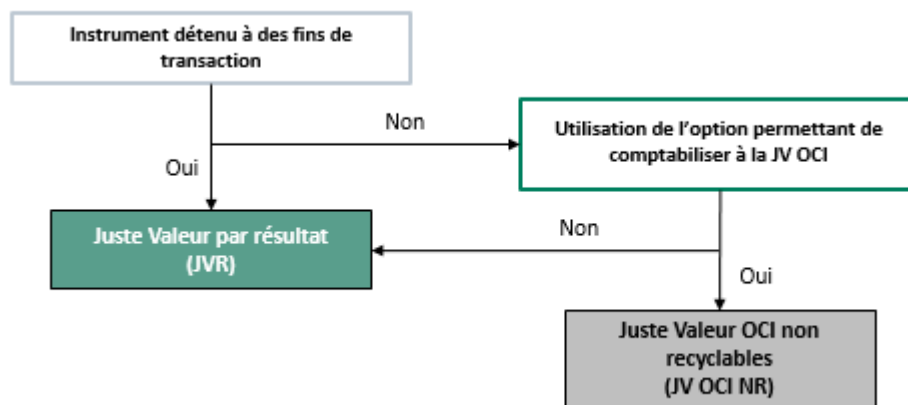 Instrument détenu à des fins de
transaction
Non
Utilisation de l’option permettant de
comptabiliser à la JV OCI
Oui
Juste Valeur par résultat
(JVR)
Non
Oui
Juste Valeur OCI non
recyclables
(JV OCI NR)